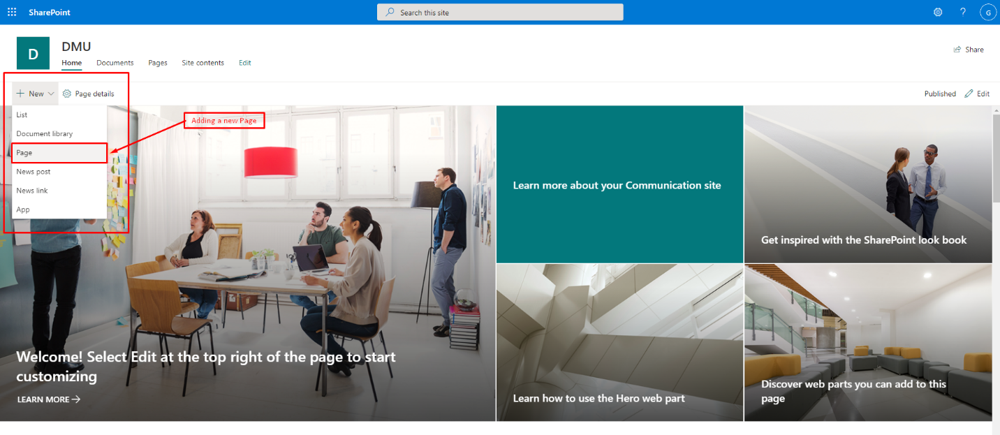 SharePoint
Search this site
?
G
D
DMU
Home Documents Pages Site contents Edit
Share
New
Page details
Published
Edit
List
Document library
Page
News post
News link
App
Adding a new Page
Welcome! Select Edit at the top right of the page to start
customizing
LEARN MORE
Learn more about your Communication site
Get inspired with the SharePoint look book
Learn how to use the Hero web part
Discover web parts you can add to this
page